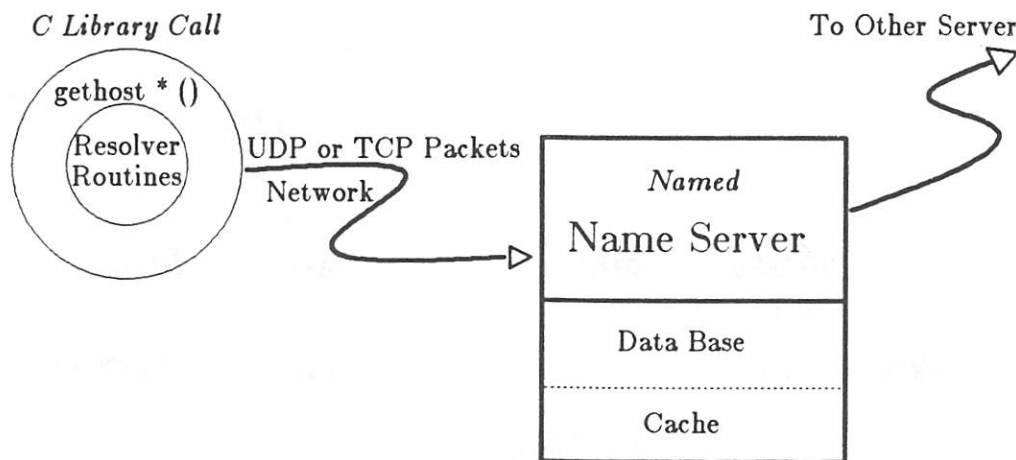 C Library Call
To Other Server
gethost * ()
Resolver
Routines
UDP or TCP Packets
Network
Named
Name Server
Data Base
Cache